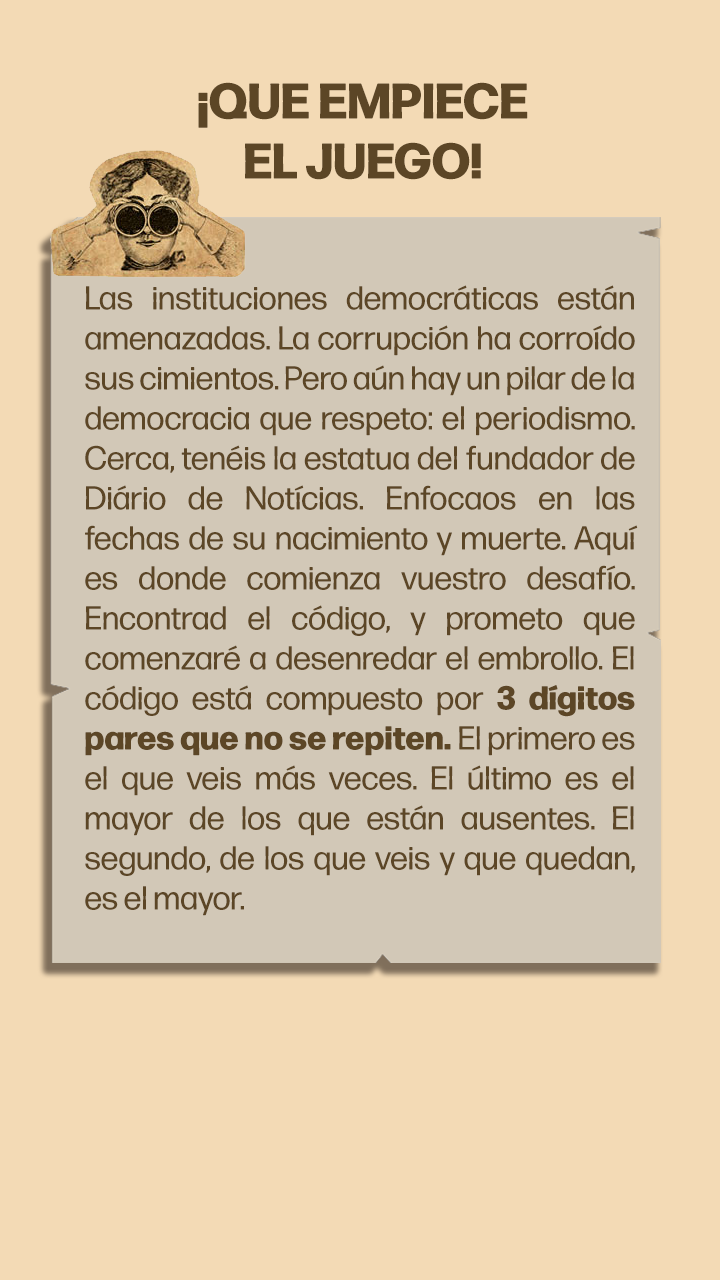 ¡QUE EMPIECE
EL JUEGO!
Las instituciones democráticas están
amenazadas. La corrupción ha corroído
sus cimientos. Pero aún hay un pilar de la
democracia que respeto: el periodismo.
Cerca, tenéis la estatua del fundador de
Diário de Notícias. Enfocaos en las
fechas de su nacimiento y muerte. Aquí
es donde comienza vuestro desafío.
Encontrad el código, y prometo que
comenzaré a desenredar el embrollo. El
código está compuesto por 3 dígitos
pares que no se repiten. El primero es
el que veis más veces. El último es el
mayor de los que están ausentes. El
segundo, de los que veis y que quedan,
es el mayor.